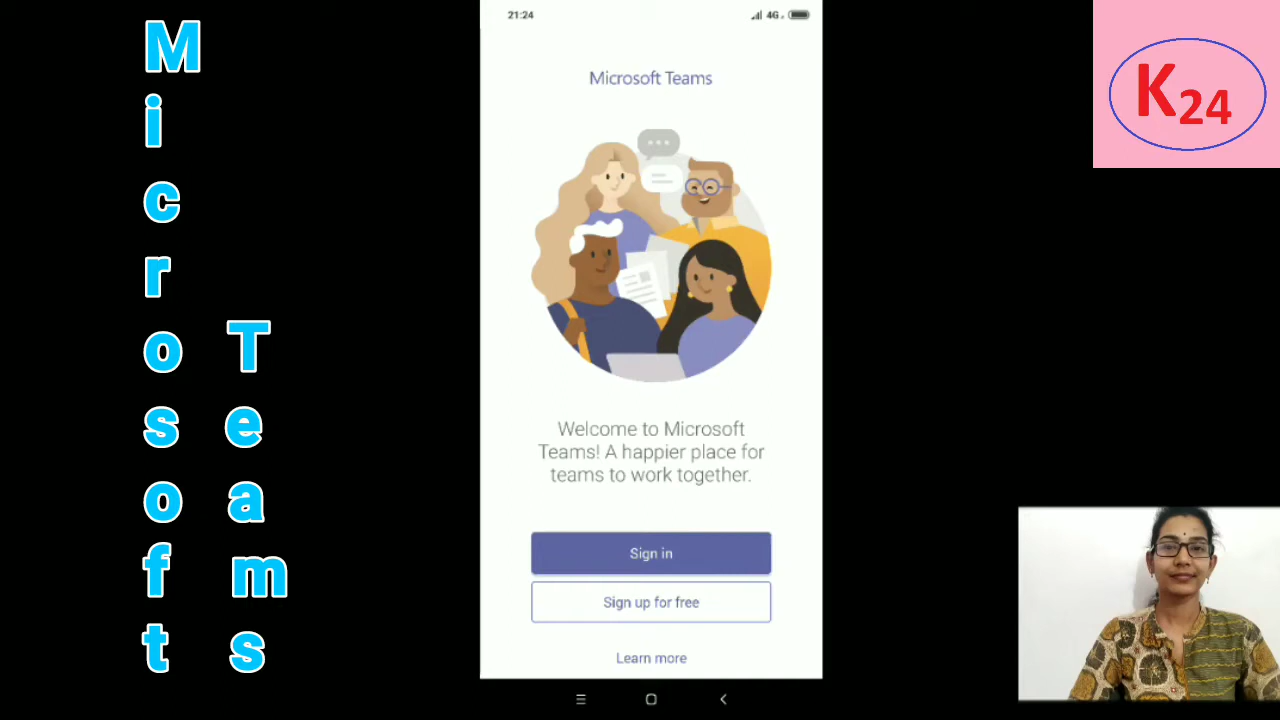 Microsoft
Teams
21:24
4G
Microsoft Teams
Welcome to Microsoft
Teams! A happier place for
teams to work together.
Sign in
Sign up for free
Learn more
K24